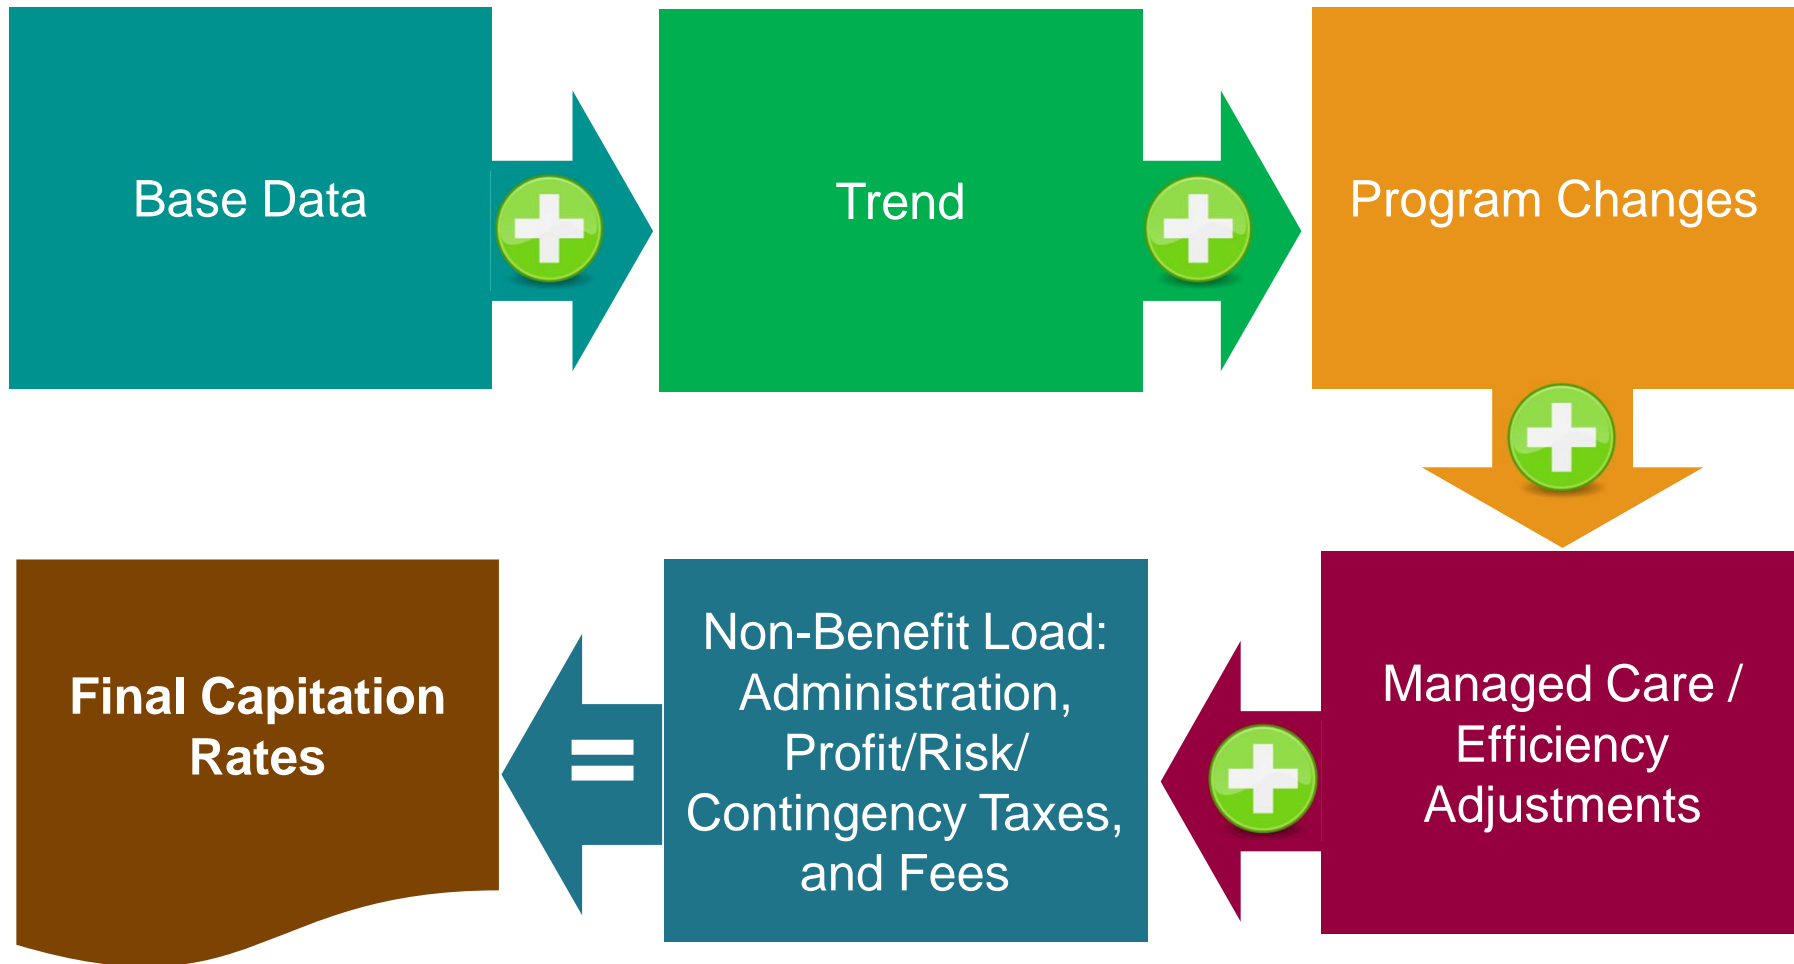 Base Data
Trend
Program Changes
Managed Care /
Efficiency
Adjustments
Non-Benefit Load:
Administration,
Profit/Risk/
Contingency Taxes,
and Fees
=
Final Capitation
Rates